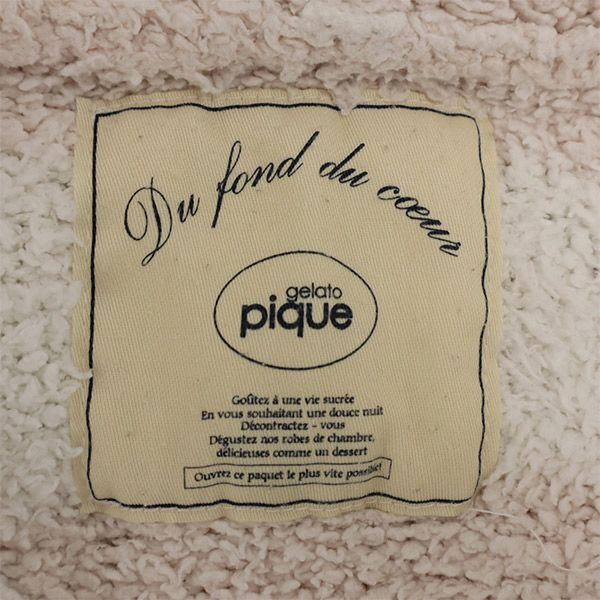 Du fond du cœur
gelato
pique
Goûtez à une vie sucrée
En vous souhaitant une douce nuit
Décontractez - vous
Dégustez nos robes de chambre,
délicieuses comme un dessert
Ouvrez ce paquet le plus vite possible!